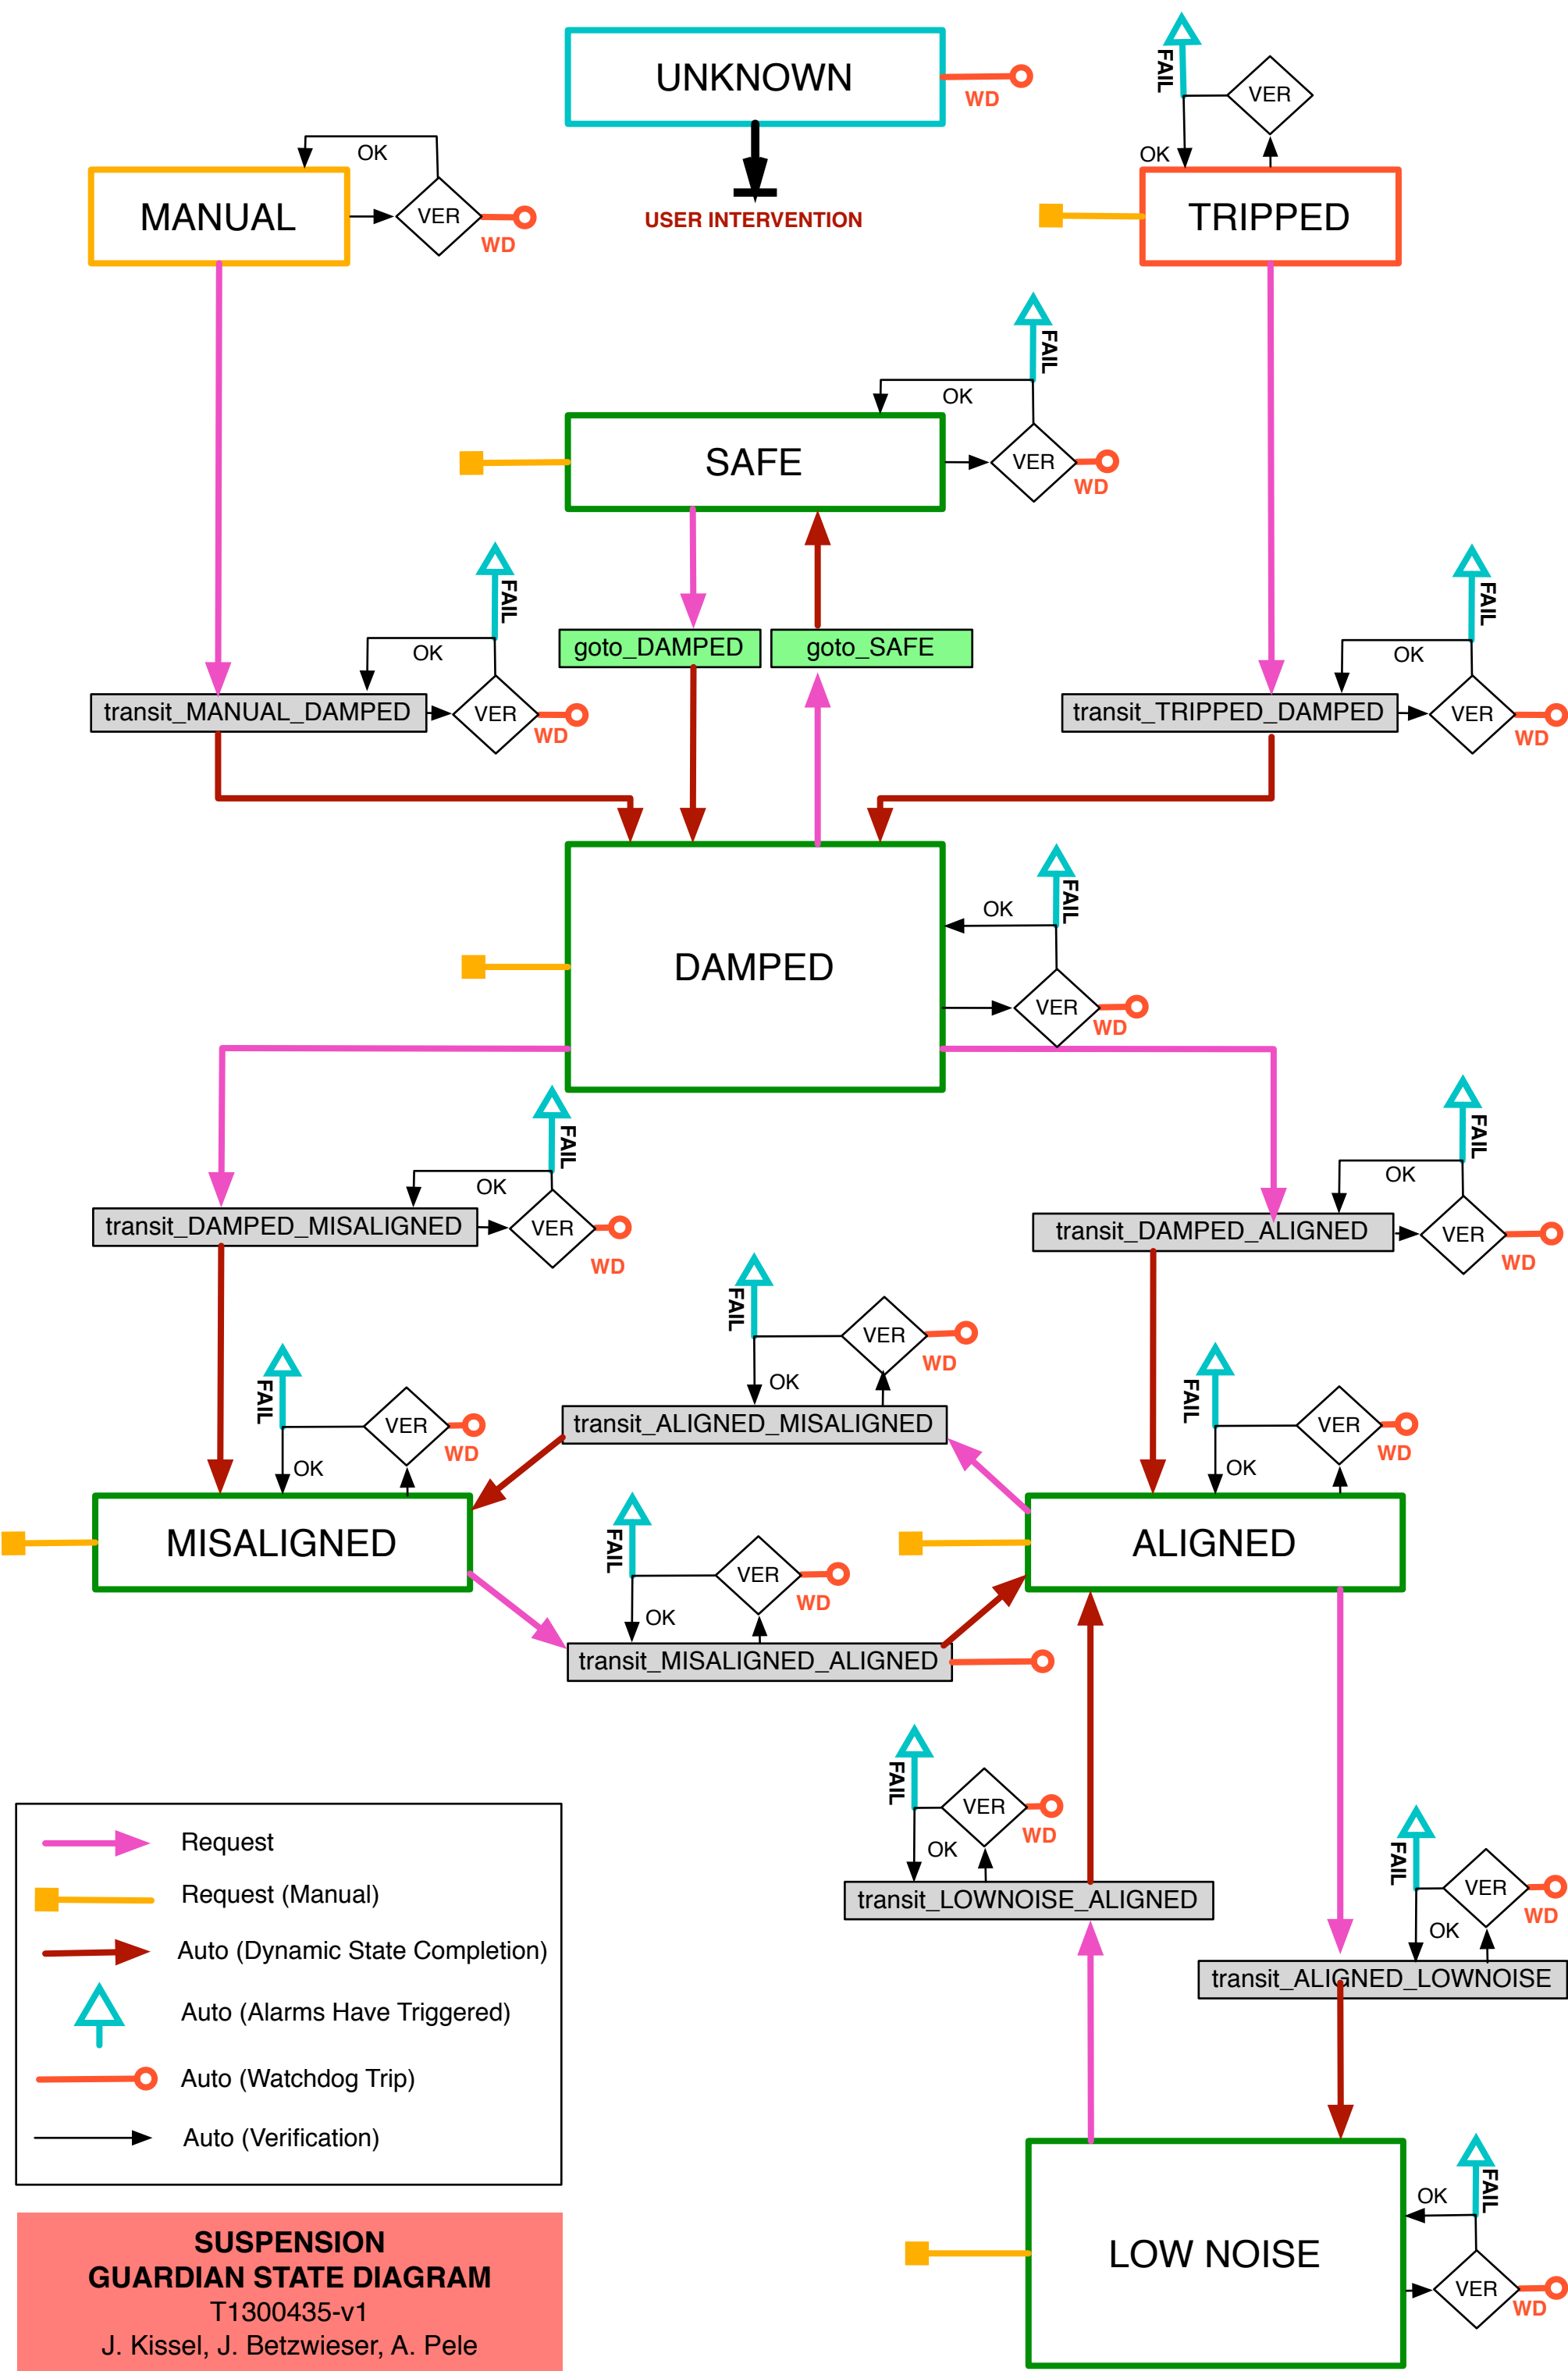 UNKNOWN
WD
USER INTERVENTION
FAIL
VER
OK
TRIPPED
OK
MANUAL
VER
WD
FAIL
OK
SAFE
VER
WD
FAIL
OK
goto_DAMPED
goto_SAFE
transit_MANUAL_DAMPED
VER
WD
FAIL
OK
transit_TRIPPED_DAMPED
VER
WD
FAIL
OK
DAMPED
VER
WD
FAIL
OK
transit_DAMPED_MISALIGNED
VER
WD
FAIL
OK
transit_DAMPED_ALIGNED
VER
WD
FAIL
VER
WD
OK
transit_ALIGNED_MISALIGNED
FAIL
VER
WD
OK
MISALIGNED
FAIL
VER
WD
OK
ALIGNED
FAIL
VER
WD
OK
transit_MISALIGNED_ALIGNED
FAIL
VER
WD
OK
transit_LOWNOISE_ALIGNED
FAIL
VER
WD
OK
transit_ALIGNED_LOWNOISE
FAIL
OK
LOW NOISE
VER
WD
Request
Request (Manual)
Auto (Dynamic State Completion)
Auto (Alarms Have Triggered)
Auto (Watchdog Trip)
Auto (Verification)
SUSPENSION
GUARDIAN STATE DIAGRAM
T1300435-v1
J. Kissel, J. Betzwieser, A. Pele